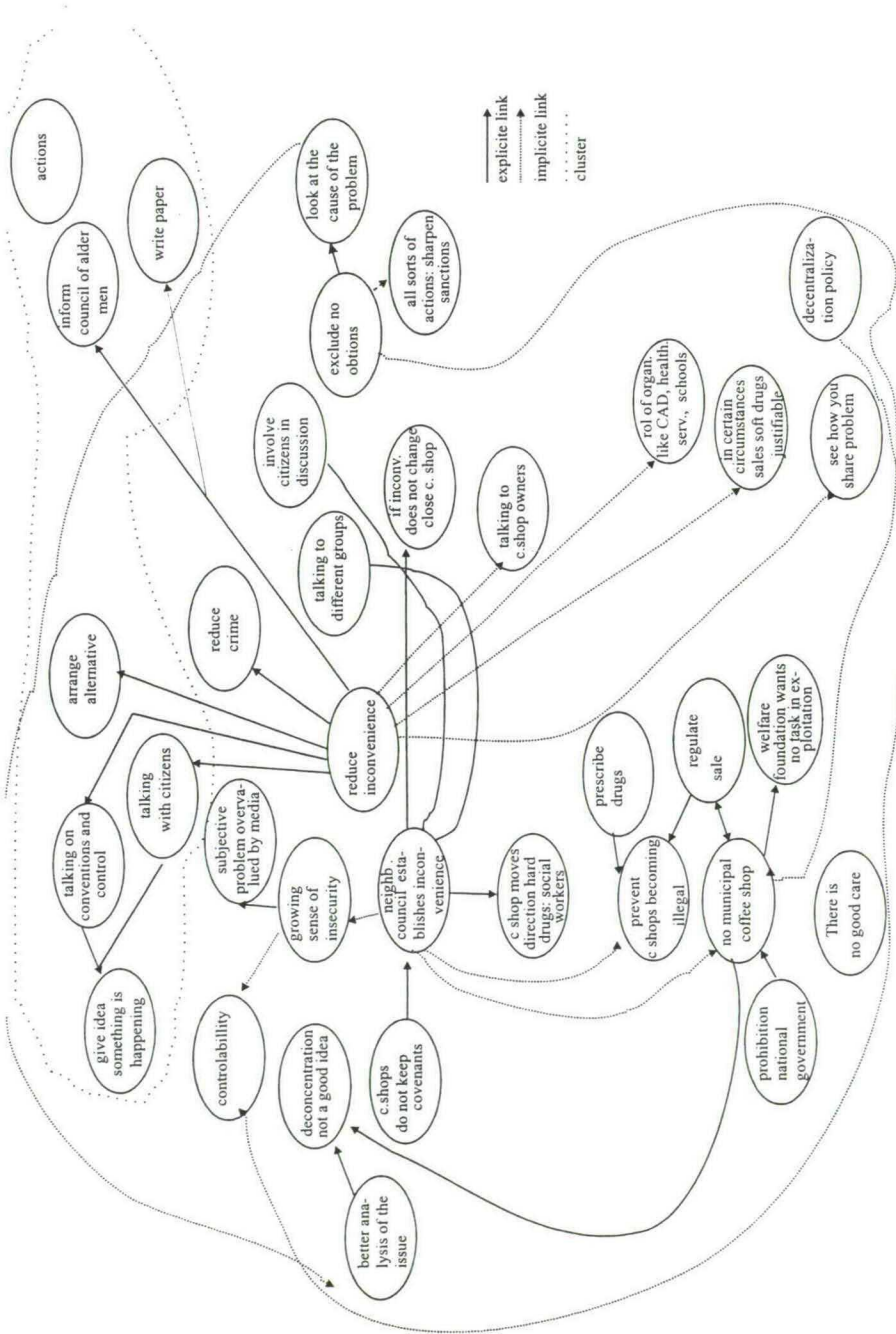 actions
inform
council of alder
men
write paper
look at the
cause of the
problem
explicite link
implicite link
cluster
all sorts of
actions: sharpen
sanctions
exclude no
obtions
involve
citizens in
discussion
decentraliza-
tion policy
rol of organ.
like CAD, health.
serv., schools
in certain
circumstances
sales soft drugs
justifiable
see how you
share problem
if inconv.
does not change
close c. shop
talking to
c.shop owners
talking to
different groups
reduce
crime
arrange
alternative
reduce
inconvenience
talking
with citizens
talking on
conventions and
control
subjective
problem overva-
lued by media
give idea
something is
happening
growing
sense of
insecurity
neighb.
council esta-
blishes incon-
venience
c shop moves
direction hard
drugs: social
workers
prescribe
drugs
regulate
sale
welfare
foundation wants
no task in ex-
ploitation
prevent
c shops becoming
illegal
no municipal
coffee shop
There is
no good care
prohibition
national
government
controlabillity
deconcentration
not a good idea
c.shops
do not keep
covenants
better ana-
lysis of the
issue